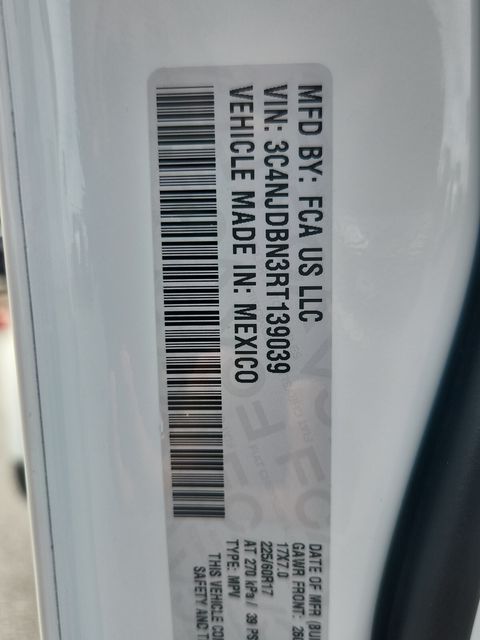 MFD BY: FCA US LLC
VIN: 3C4NJDBN3RT139039
VEHICLE MADE IN: MEXICO
DATE OF MFR
GAWR FRONT:
17X7.0
225/60R17
AT 270 kPa / 39
TYPE: MPV
THIS VEHICLE
SAFETY AND